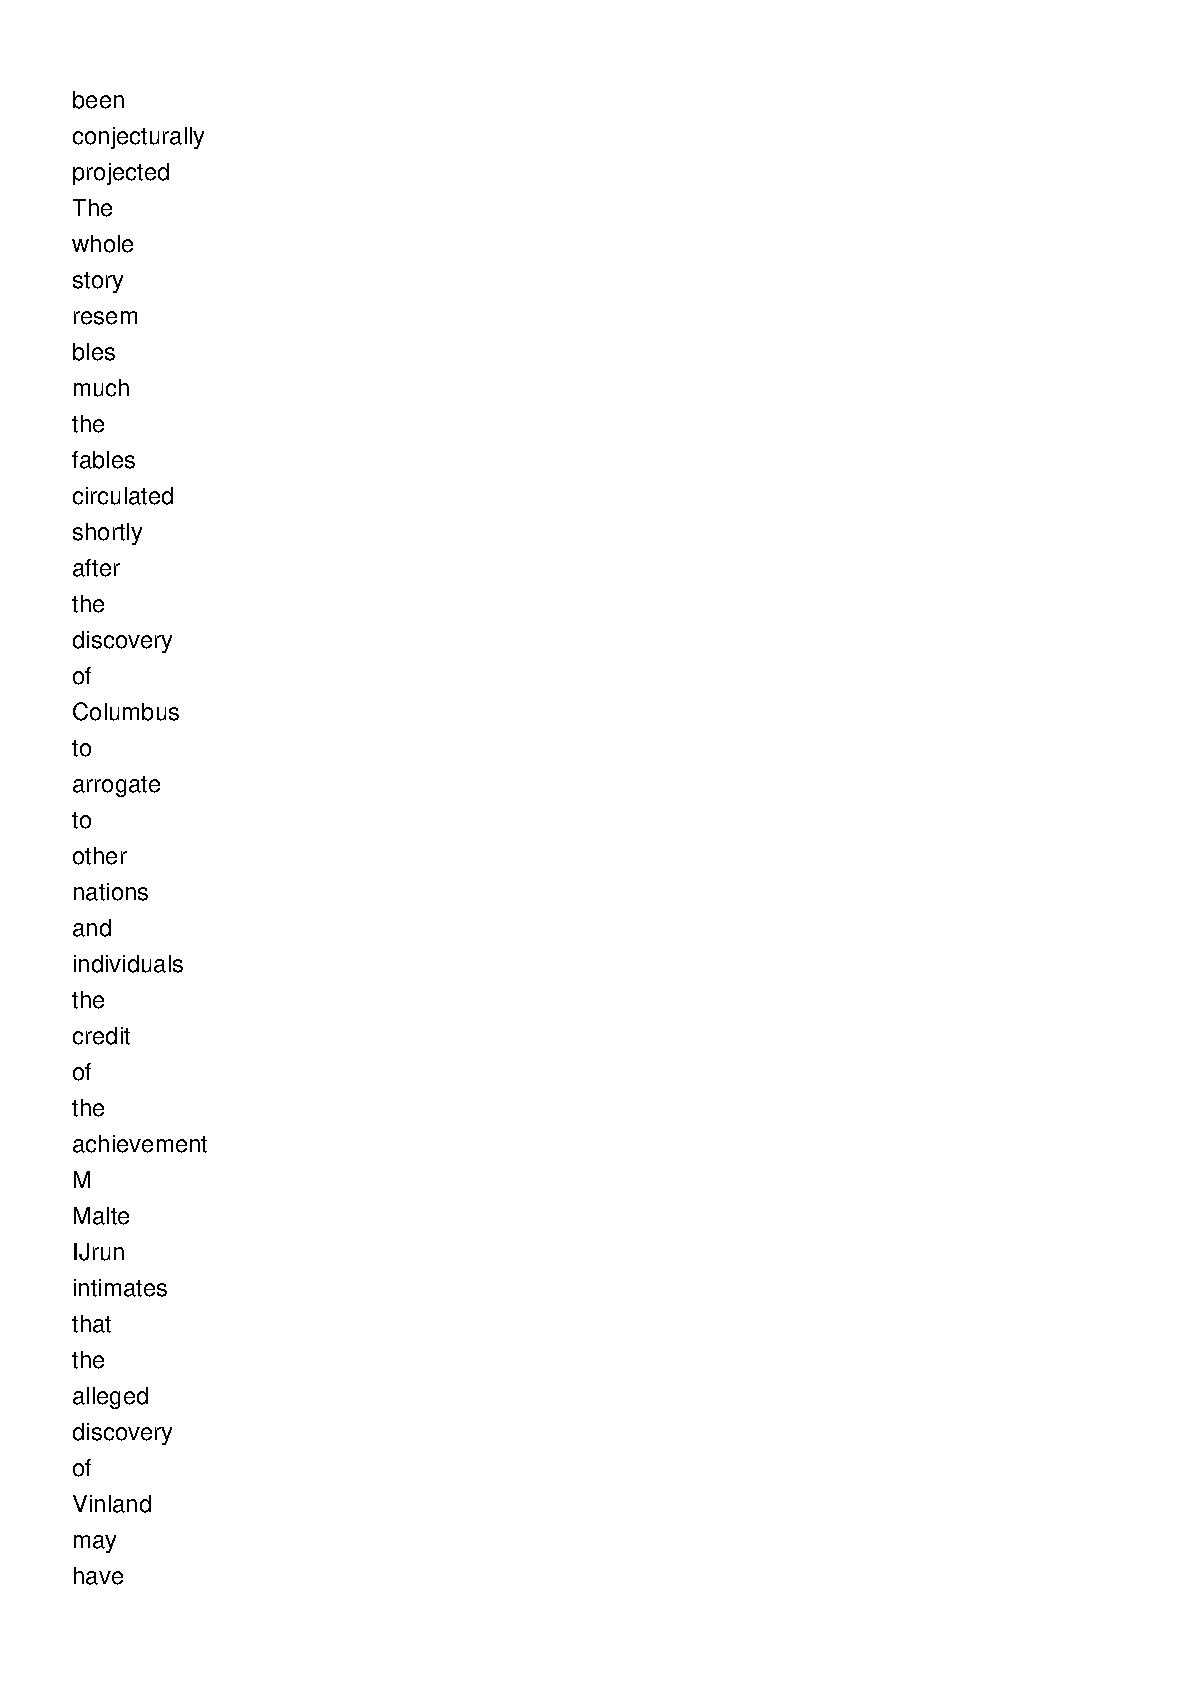 been
conjecturally
projected
The
whole
story
resem
bles
much
the
fables
circulated
shortly
after
the
discovery
of
Columbus
to
arrogate
to
other
nations
and
individuals
the
credit
of
the
achievement
M
Malte
IJrun
intimates
that
the
alleged
discovery
of
Vinland
may
have